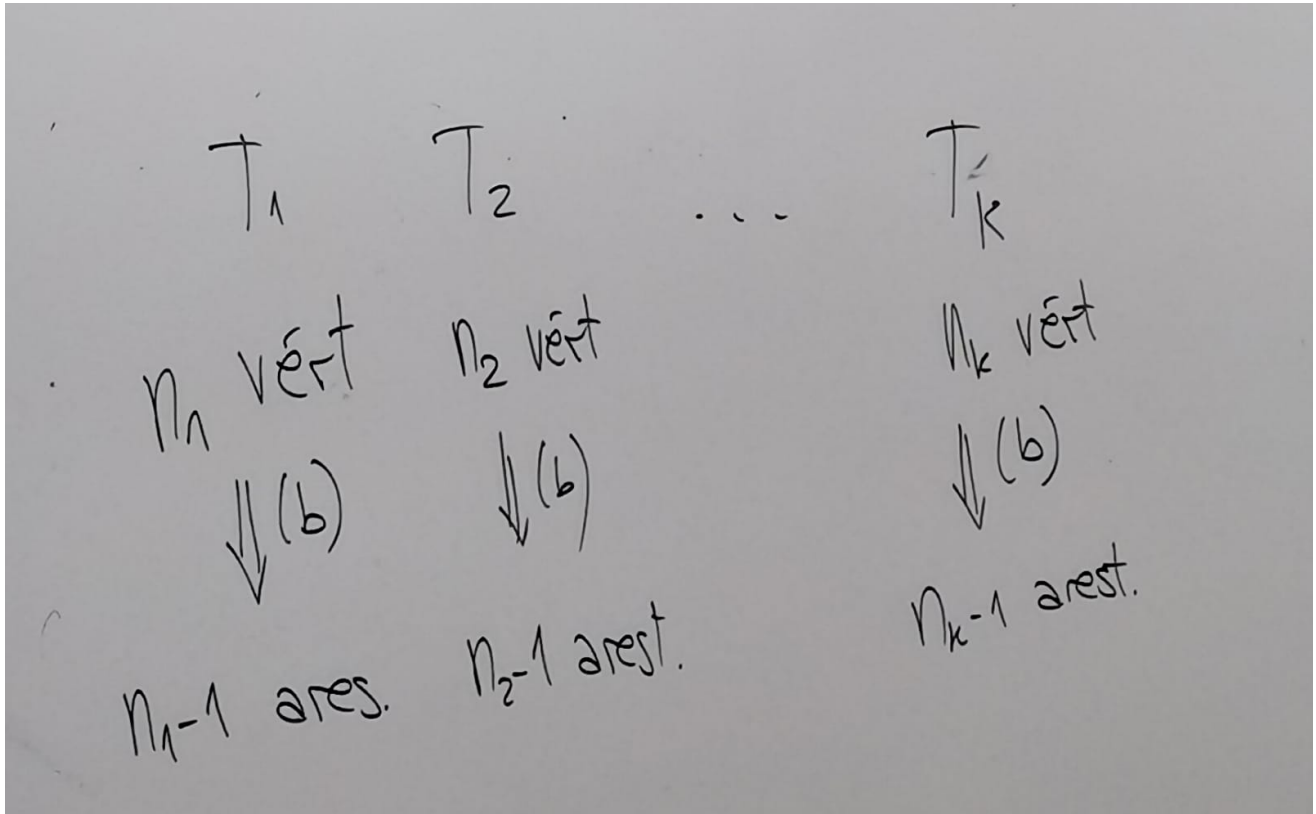 T₁ T₂ ... Tₖ
n₁ vért n₂ vért nₖ vért
⇓(b) ⇓(b) ⇓(b)
n₁-1 ares. n₂-1 arest. nₖ-1 arest.